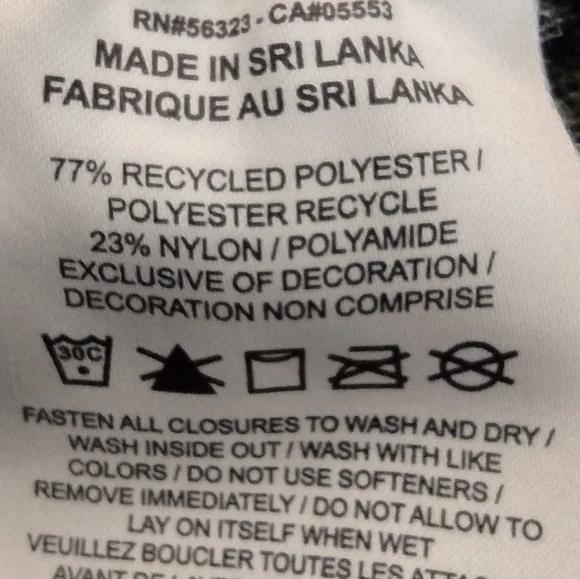 RN#56323 - CA#05553
MADE IN SRI LANKA
FABRIQUE AU SRI LANKA
77% RECYCLED POLYESTER /
POLYESTER RECYCLE
23% NYLON / POLYAMIDE
EXCLUSIVE OF DECORATION /
DECORATION NON COMPRISE
30C
FASTEN ALL CLOSURES TO WASH AND DRY /
WASH INSIDE OUT / WASH WITH LIKE
COLORS / DO NOT USE SOFTENERS /
REMOVE IMMEDIATELY / DO NOT ALLOW TO
LAY ON ITSELF WHEN WET
VEUILLEZ BOUCLER TOUTES LES
AVANT DE